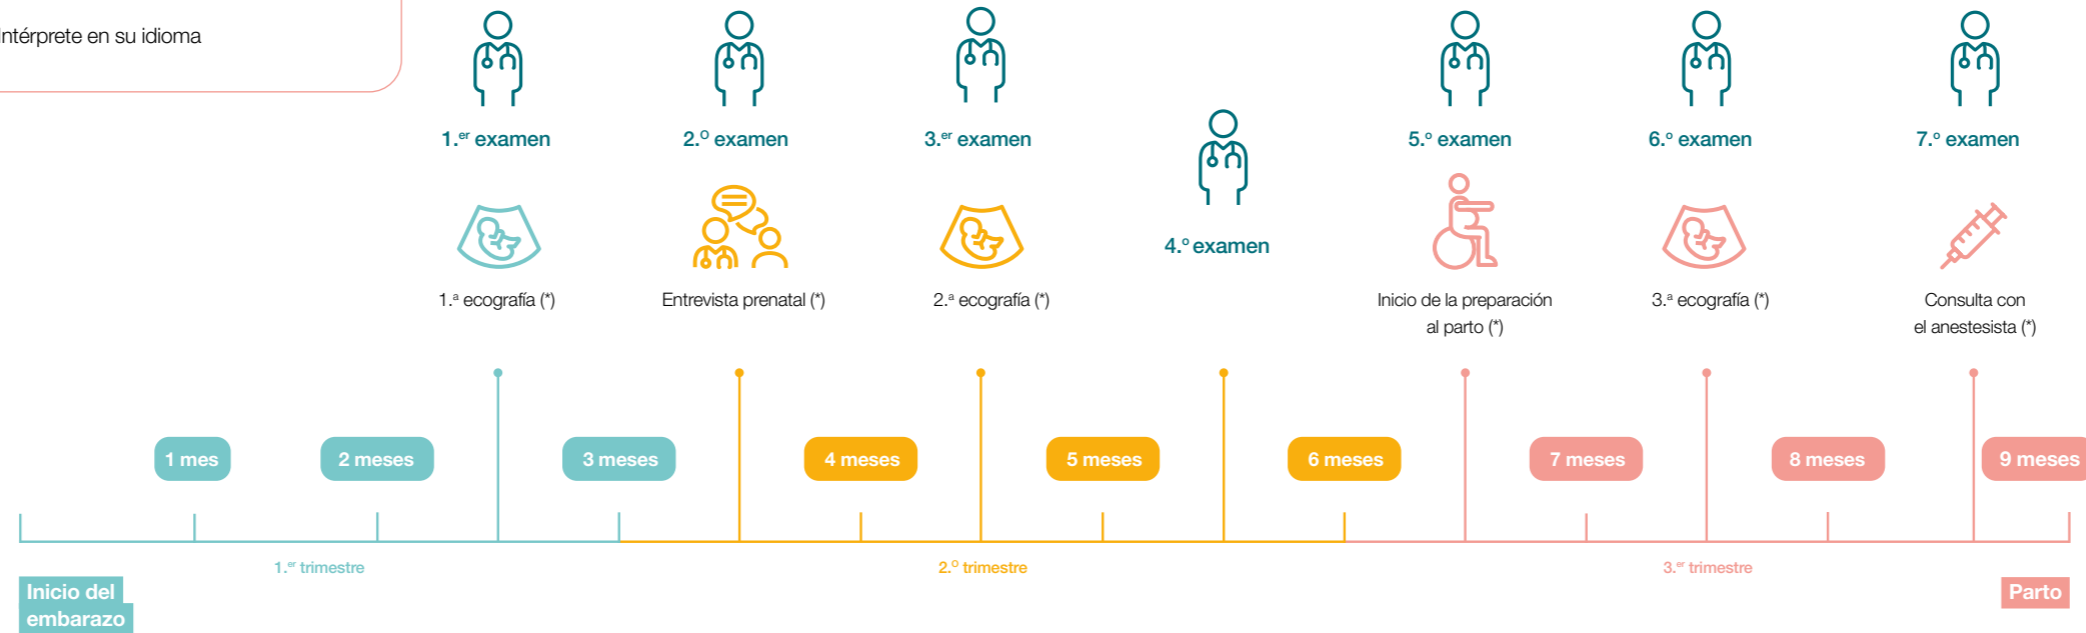 Intérprete en su idioma
1.er examen
2.º examen
3.er examen
4.º examen
5.º examen
6.º examen
7.º examen
1.ª ecografía (*)
Entrevista prenatal (*)
2.ª ecografía (*)
Inicio de la preparación
al parto (*)
3.ª ecografía (*)
Consulta con
el anestesista (*)
1 mes
2 meses
3 meses
4 meses
5 meses
6 meses
7 meses
8 meses
9 meses
1.er trimestre
2.º trimestre
3.er trimestre
Inicio del
embarazo
Parto